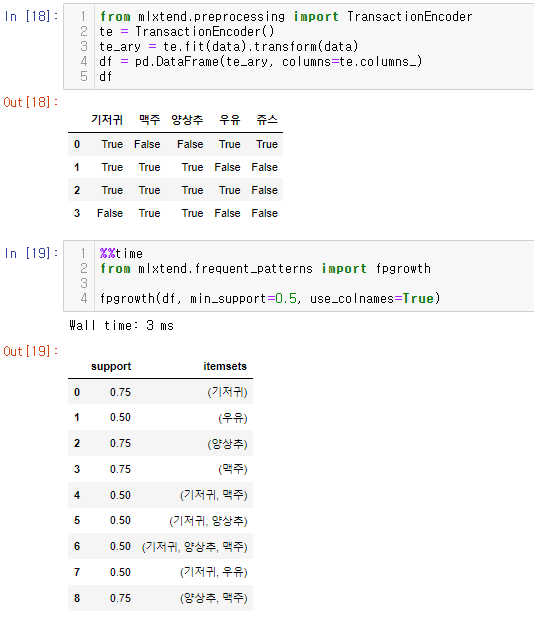 In [18]:
1 from mlxtend.preprocessing import TransactionEncoder
2 te = TransactionEncoder()
3 te_ary = te.fit(data).transform(data)
4 df = pd.DataFrame(te_ary, columns=te.columns_)
5 df
Out[18]:
기저귀 맥주 양상추 우유 쥬스
0 True False False True True
1 True True True False False
2 True True True True False
3 False True True False False
In [19]:
1 %%time
2 from mlxtend.frequent_patterns import fpgrowth
3
4 fpgrowth(df, min_support=0.5, use_colnames=True)
Wall time: 3 ms
Out[19]:
support itemsets
0 0.75 (기저귀)
1 0.50 (우유)
2 0.75 (양상추)
3 0.75 (맥주)
4 0.50 (기저귀, 맥주)
5 0.50 (기저귀, 양상추)
6 0.50 (기저귀, 양상추, 맥주)
7 0.50 (기저귀, 우유)
8 0.75 (양상추, 맥주)